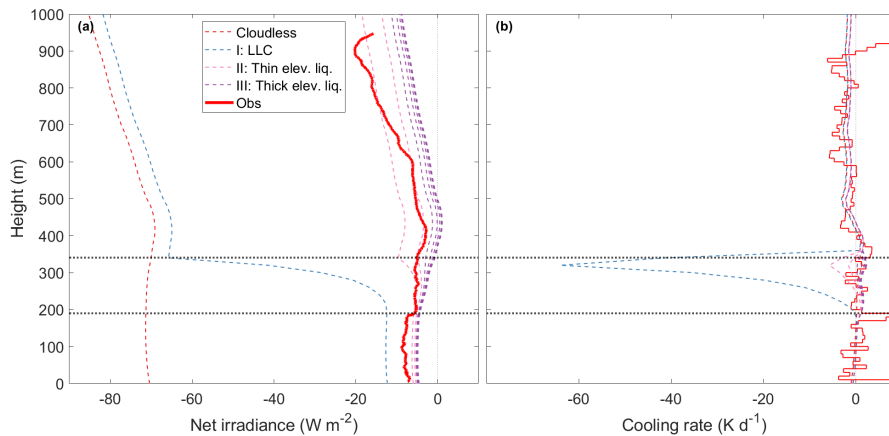 (a)
(b)
Cloudless
I: LLC
II: Thin elev. liq.
III: Thick elev. liq.
Obs
1000
900
800
700
600
500
400
300
200
100
0
Height (m)
-80 -60 -40 -20 0
-60 -40 -20 0
Net irradiance (W m-2)
Cooling rate (K d-1)